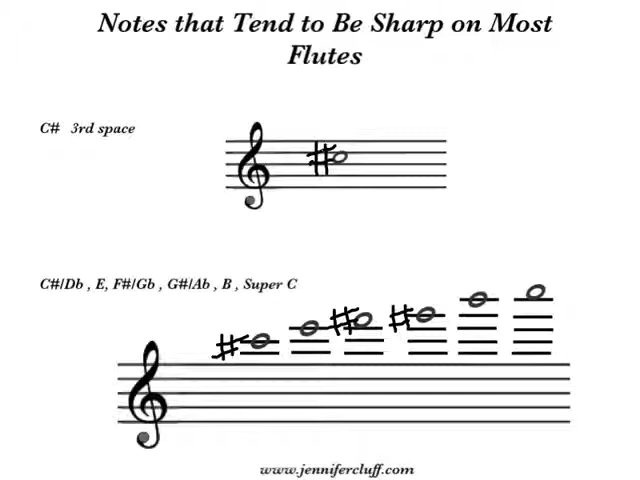 Notes that Tend to Be Sharp on Most
Flutes
C# 3rd space
C#/Db , E, F#/Gb , G#/Ab , B , Super C
www.jennifercluff.com